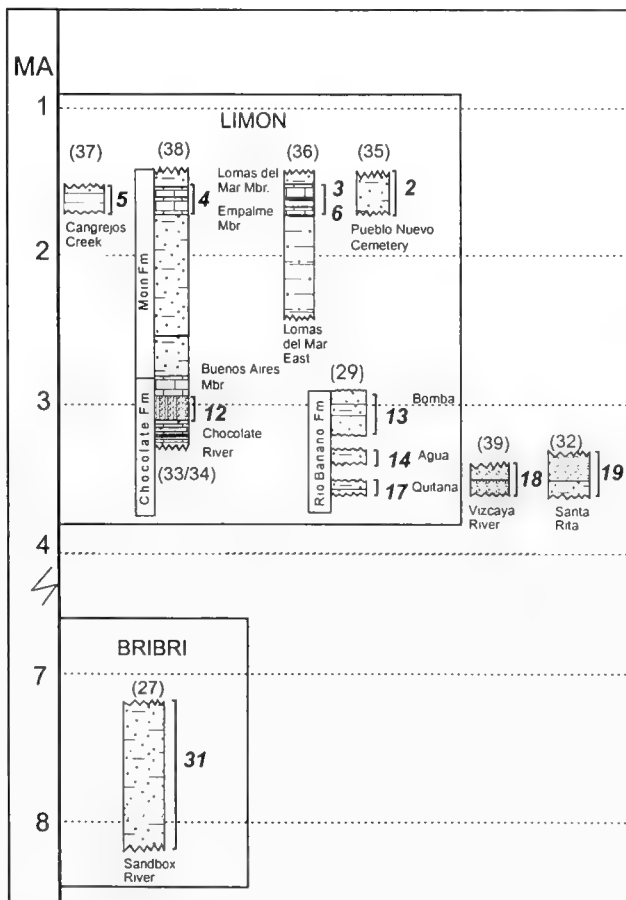 MA
1
LIMON
(37)
(38)
(36)
(35)
Lomas del
Mar Mbr.
Empalme
Mbr
5
4
3
6
2
Cangrejos
Creek
Pueblo Nuevo
Cemetery
2
Moin Fm
Lomas
del Mar
East
Buenos Aires
Mbr
(29)
3
12
Bomba
13
Chocolate Fm
Chocolate
River
(33/34)
Rio Banano Fm
14
Agua
17
Quitana
(39)
(32)
18
19
Vizcaya
River
Santa
Rita
4
BRIBRI
7
(27)
31
8
Sandbox
River